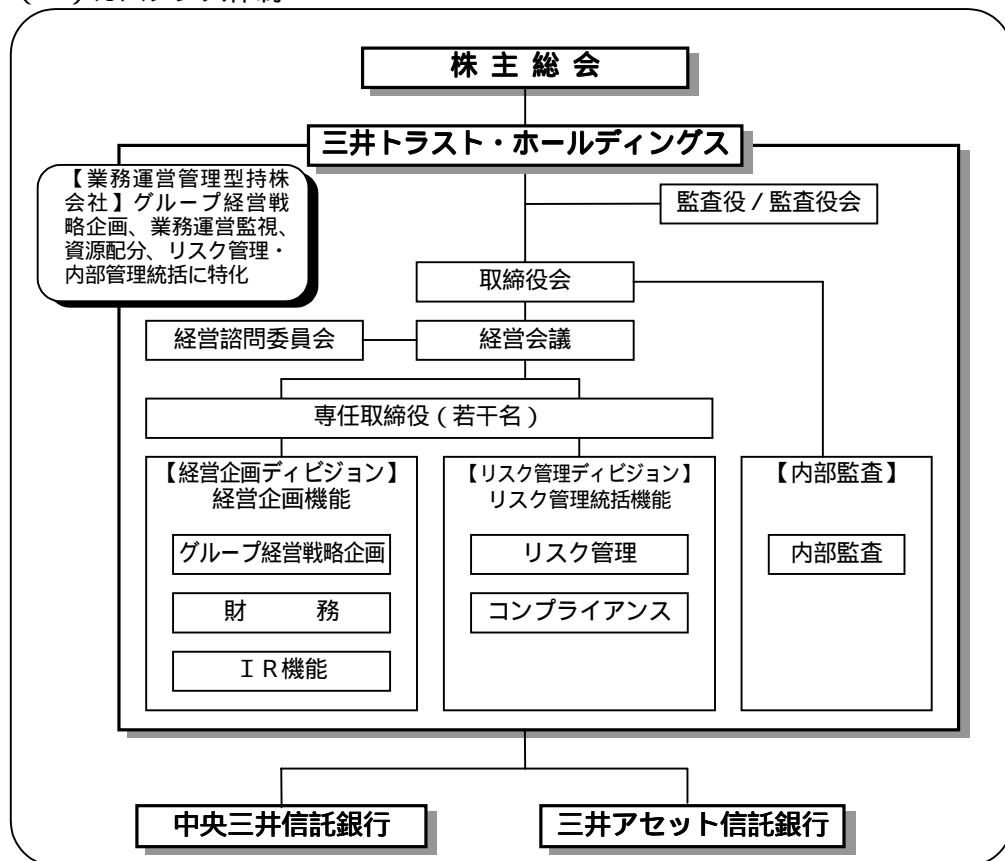 株主総会
三井トラスト・ホールディングス
【業務運営管理型持株
会社】グループ経営戦
略企画、業務運営監視、
資源配分、リスク管理・
内部管理統括に特化
監査役/監査役会
取締役会
経営諮問委員会
経営会議
専任取締役(若干名)
【経営企画ディビジョン】
経営企画機能
グループ経営戦略企画
財 務
IR機能
【リスク管理ディビジョン】
リスク管理統括機能
リスク管理
コンプライアンス
【内部監査】
内部監査
中央三井信託銀行
三井アセット信託銀行